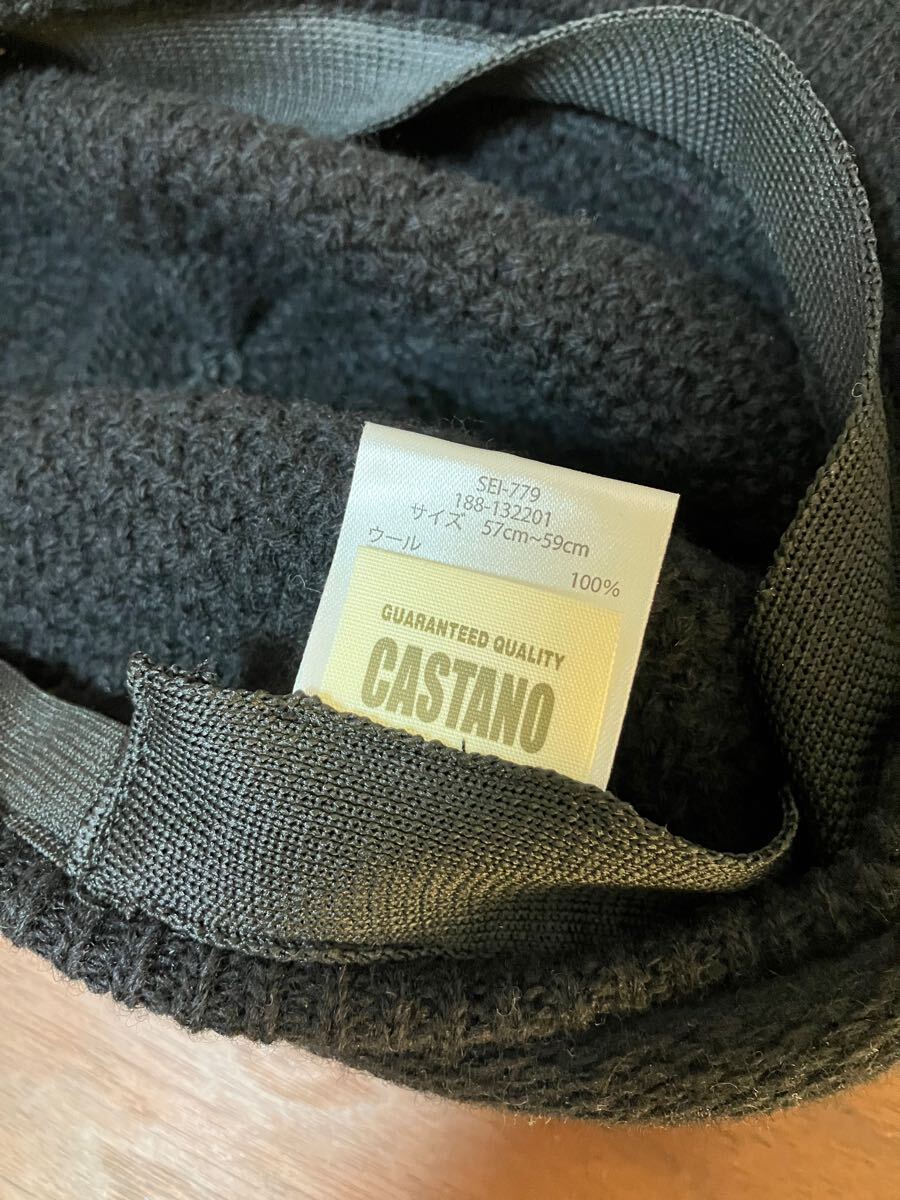 SEI-779
188-132201
サイズ 57cm~59cm
ウール 100%
GUARANTEED QUALITY
CASTANO